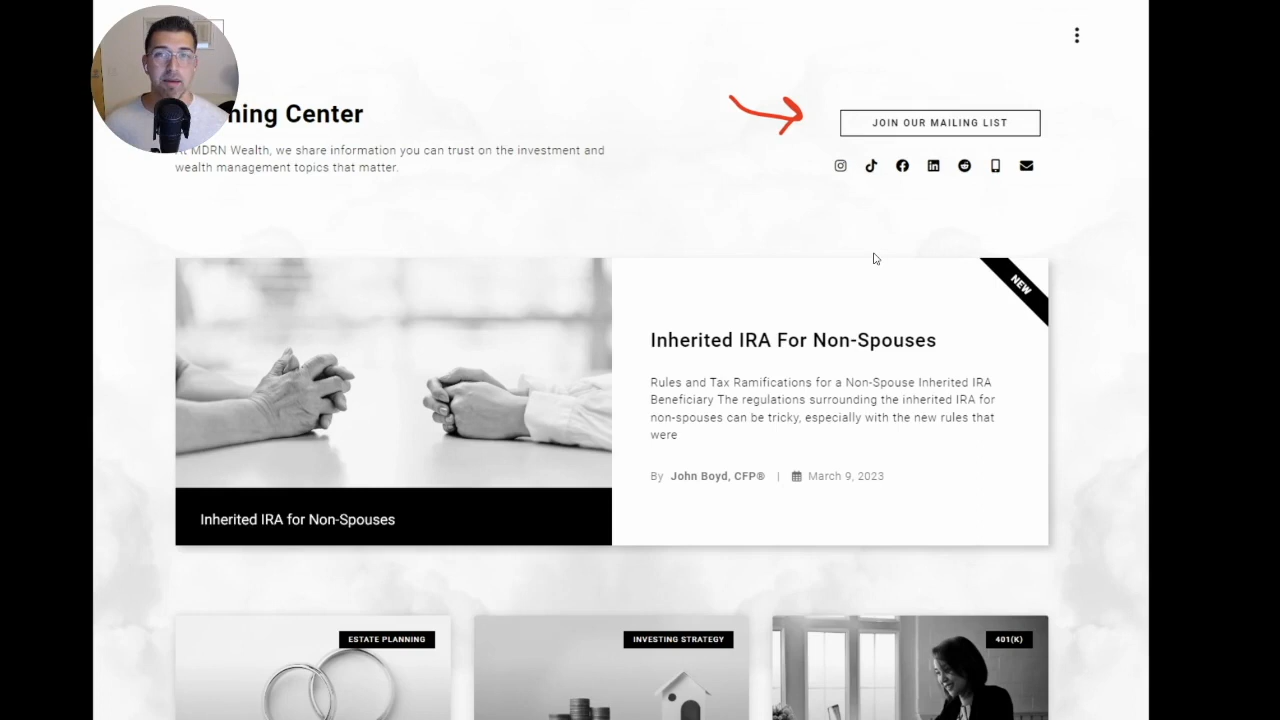 ning Center
JOIN OUR MAILING LIST
At MDRN Wealth, we share information you can trust on the investment and
wealth management topics that matter.
NEW
Inherited IRA For Non-Spouses
Rules and Tax Ramifications for a Non-Spouse Inherited IRA
Beneficiary The regulations surrounding the inherited IRA for
non-spouses can be tricky, especially with the new rules that
were
By John Boyd, CFP® | March 9, 2023
Inherited IRA for Non-Spouses
ESTATE PLANNING
INVESTING STRATEGY
401(K)